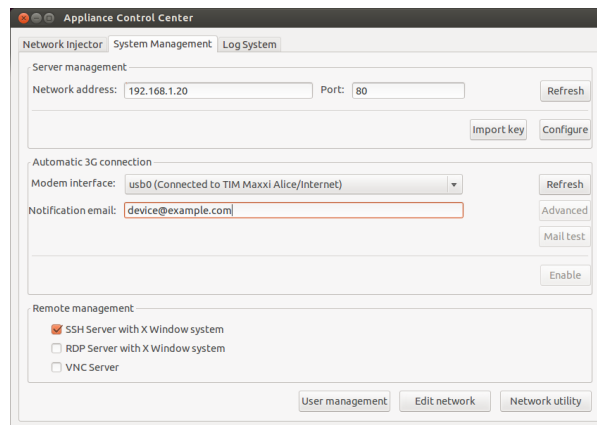 Appliance Control Center
Network Injector System Management Log System
Server management
Network address: 192.168.1.20 Port: 80 Refresh
Import key Configure
Automatic 3G connection
Modem interface: usb0 (Connected to TIM Maxxi Alice/Internet) Refresh
Notification email: device@example.com Advanced
Mail test
Enable
Remote management
SSH Server with X Window system
RDP Server with X Window system
VNC Server
User management Edit network Network utility